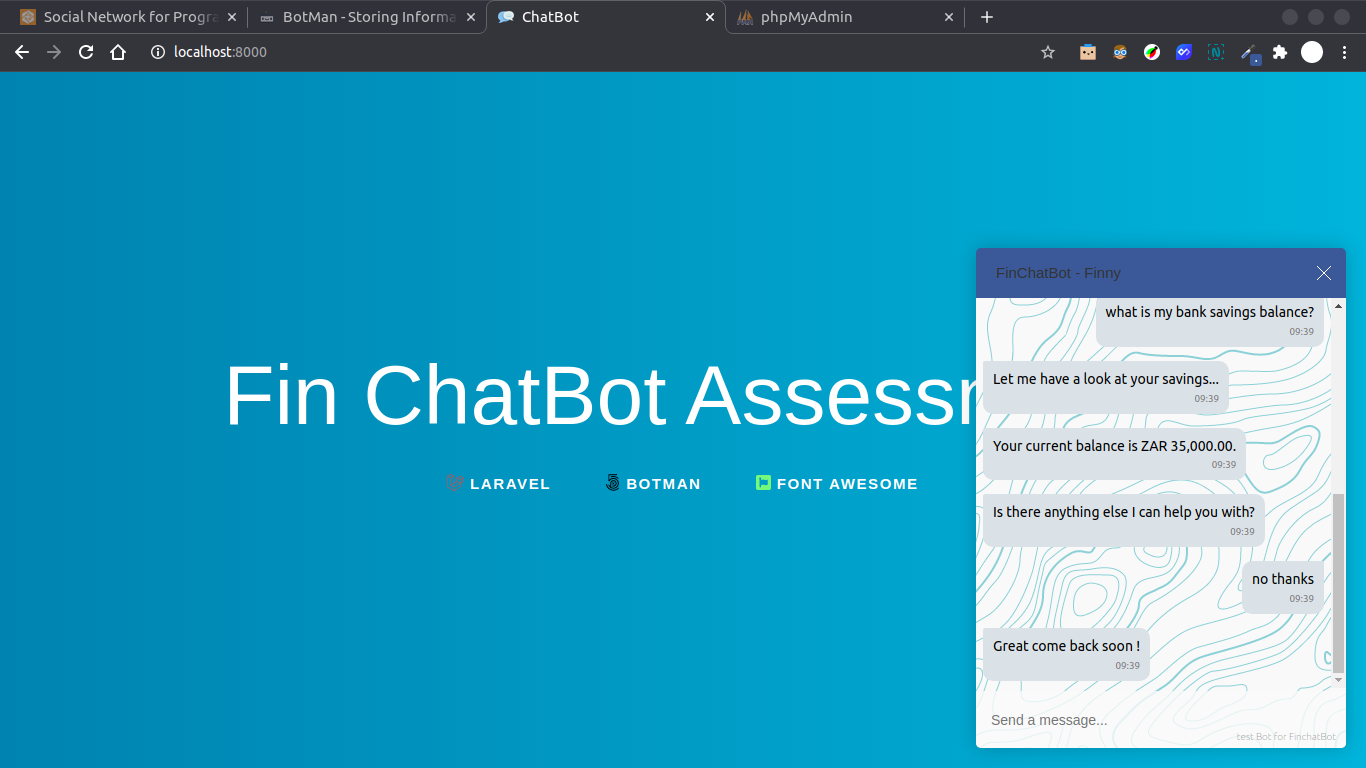 Social Network for Progra
BotMan - Storing Informa
ChatBot
phpMyAdmin
localhost:8000
Fin ChatBot Assessm
LARAVEL
BOTMAN
FONT AWESOME
FinChatBot - Finny
what is my bank savings balance?
09:39
Let me have a look at your savings...
09:39
Your current balance is ZAR 35,000.00.
09:39
Is there anything else I can help you with?
09:39
no thanks
09:39
Great come back soon !
09:39
Send a message...
test Bot for FinchatBot